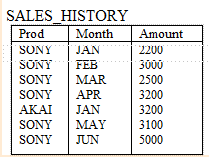 SALES_HISTORY
Prod Month Amount
SONY JAN 2200
SONY FEB 3000
SONY MAR 2500
SONY APR 3200
AKAI JAN 3200
SONY MAY 3100
SONY JUN 5000